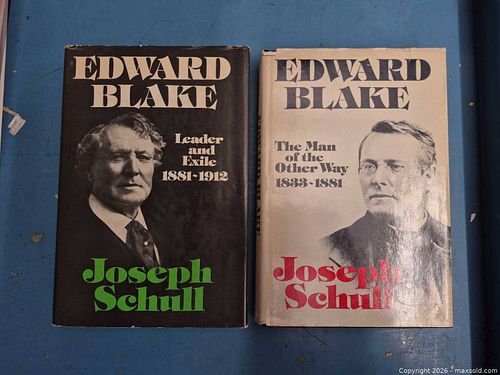 EDWARD
BLAKE
Leader
and
Exile
1881-1912
Joseph
Schull
EDWARD
BLAKE
The Man
of the
Other Way
1833-1881
Joseph
Schull
Copyright 2026 - maxsold.com